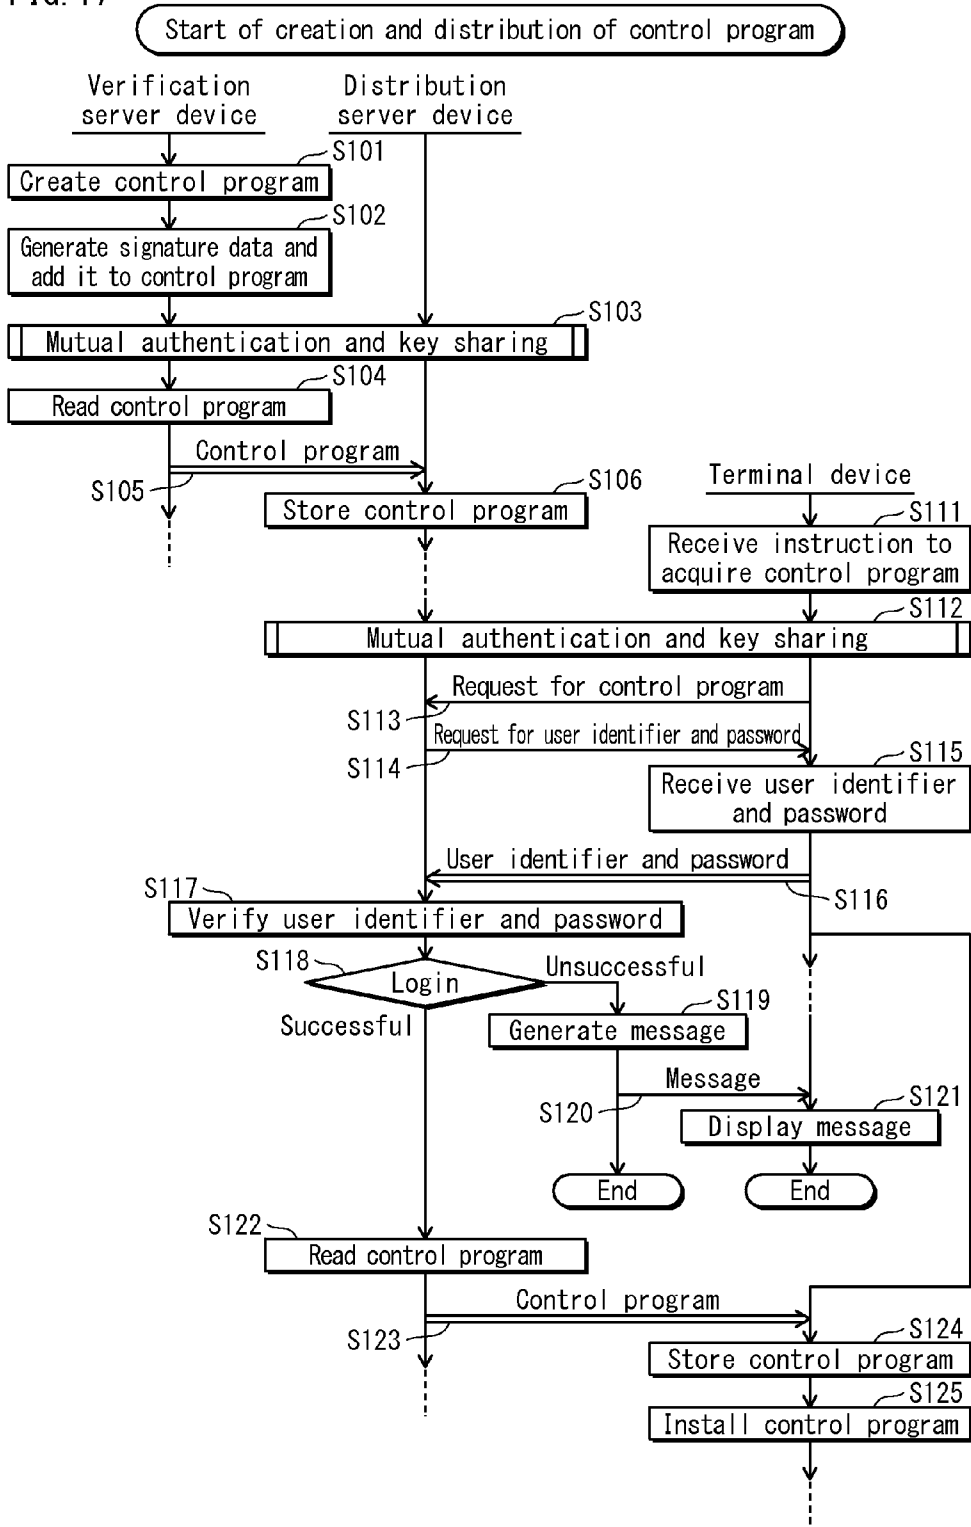 Start of creation and distribution of control program
Verification
server device
Distribution
server device
S101
Create control program
S102
Generate signature data and
add it to control program
S103
Mutual authentication and key sharing
S104
Read control program
Control program
S105
S106
Store control program
Terminal device
S111
Receive instruction to
acquire control program
S112
Mutual authentication and key sharing
Request for control program
S113
Request for user identifier and password
S114
S115
Receive user identifier
and password
User identifier and password
S116
S117
Verify user identifier and password
S118
Login
Unsuccessful
Successful
S119
Generate message
Message
S120
S121
Display message
End
End
S122
Read control program
Control program
S123
S124
Store control program
S125
Install control program